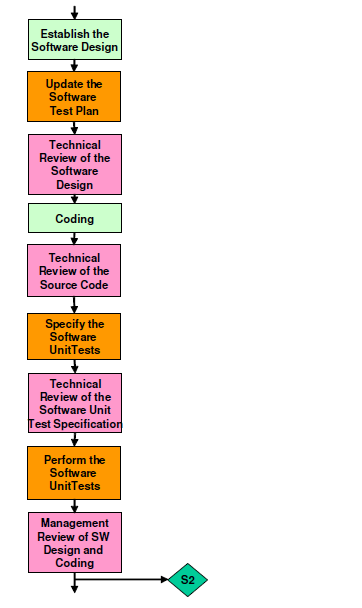 Establish the
Software Design
Update the
Software
Test Plan
Technical
Review of the
Software
Design
Coding
Technical
Review of the
Source Code
Specify the
Software
UnitTests
Technical
Review of the
Software Unit
Test Specification
Perform the
Software
UnitTests
Management
Review of SW
Design and
Coding
S2